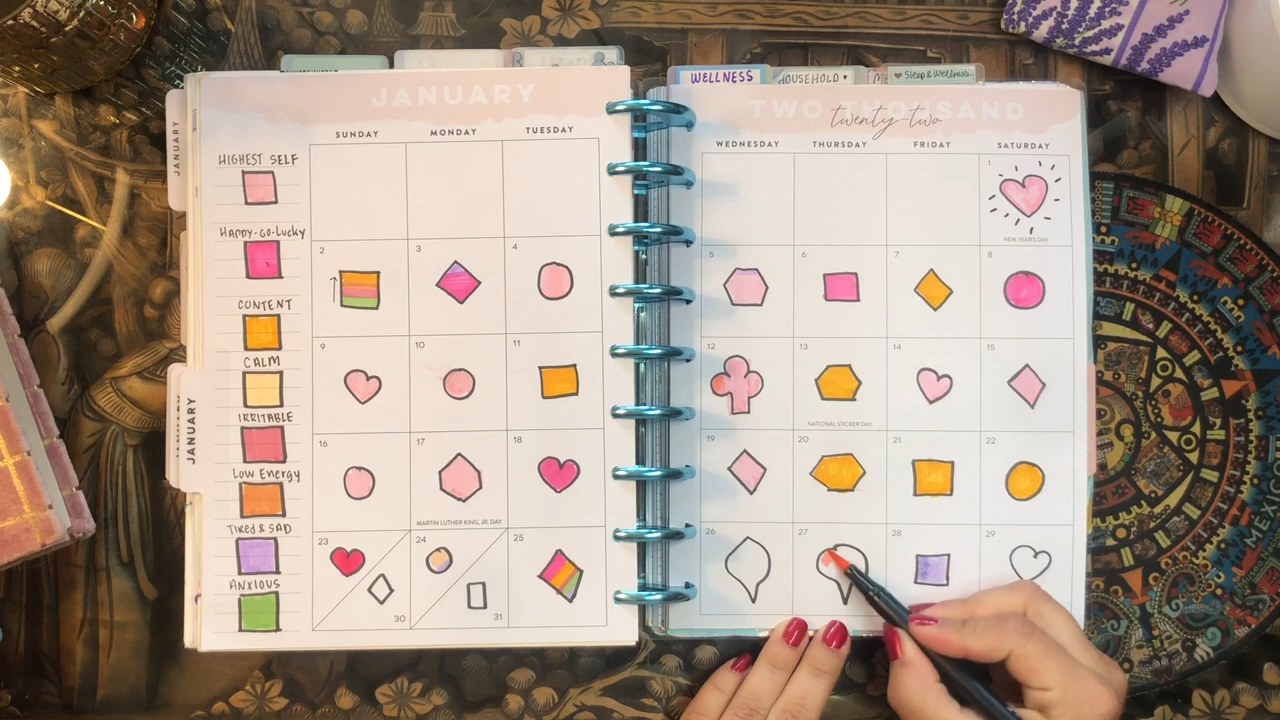 WELLNESS
HOUSEHOLD
Sleep & Wellness
JANUARY
TWO THOUSAND
twenty-two
JANUARY
SUNDAY MONDAY TUESDAY
WEDNESDAY THURSDAY FRIDAY SATURDAY
HIGHEST SELF
HAPPY-GO-LUCKY
CONTENT
CALM
IRRITABLE
LOW ENERGY
TIRED & SAD
ANXIOUS
JANUARY
1
NEW YEAR'S DAY
2 3 4 5 6 7 8
9 10 11 12 13 14 15
NATIONAL STICKER DAY
16 17 18 19 20 21 22
MARTIN LUTHER KING, JR. DAY
23 24 25 26 27 28 29
30 31
MEXICO